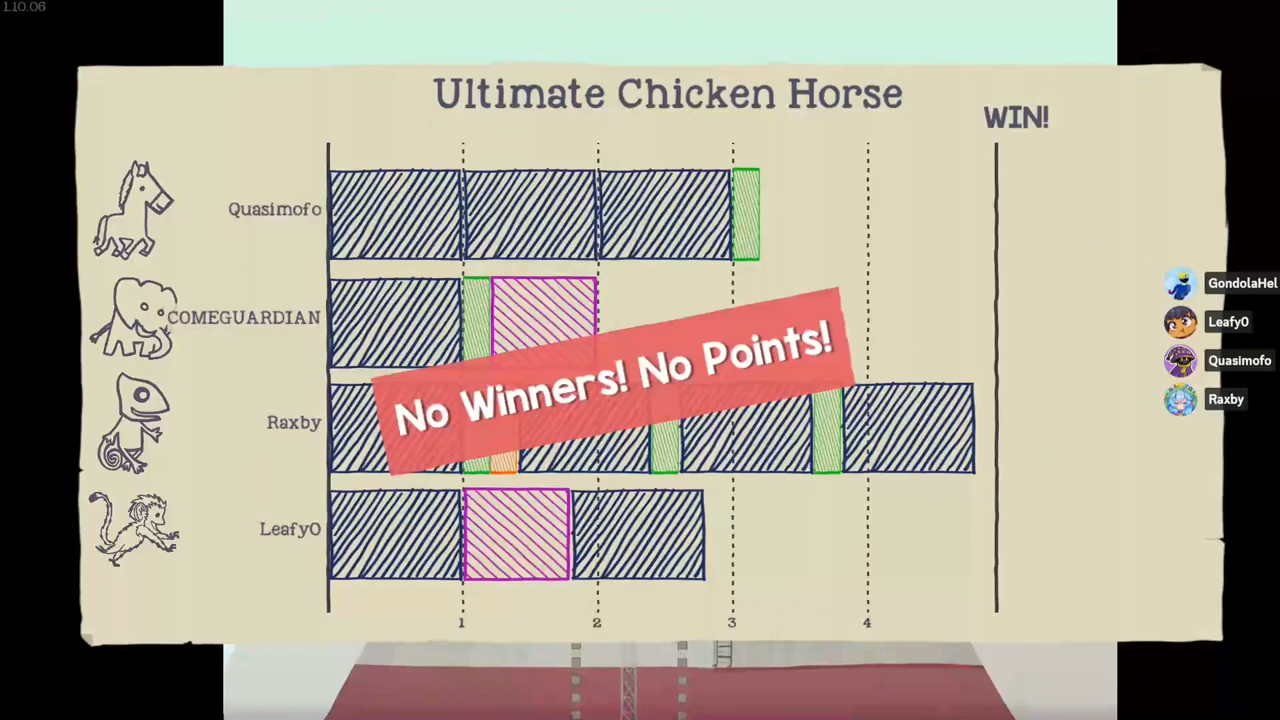 1.10.06
Ultimate Chicken Horse
WIN!
Quasimofo
COMEGUARDIAN
Raxby
LeafyO
No Winners! No Points!
1 2 3 4
GondolaHel
LeafyO
Quasimofo
Raxby